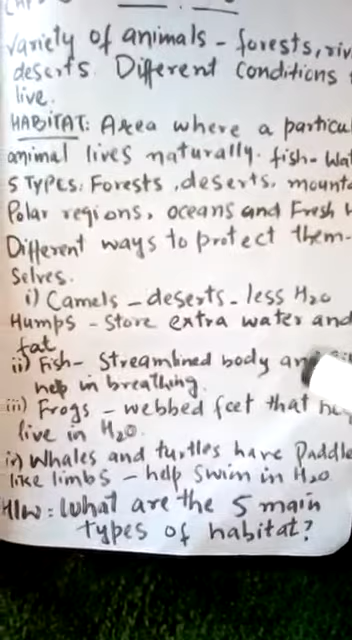 variety of animals - forests, riv
deserts. Different conditions
live.
HABITAT: Area where a particul
animal lives naturally. fish- Wat
5 TYPES: Forests, deserts, mounta
Polar regions, oceans and Fresh w
Different ways to protect them-
selves.
i) Camels - deserts - less H2O
Humps - store extra water and
fat
ii) Fish- Streamlined body an
help in breathing.
iii) Frogs - webbed feet that he
live in H2O.
iv) Whales and turtles have Paddle
like limbs - help swim in H2O
H/w: What are the 5 main
types of habitat?